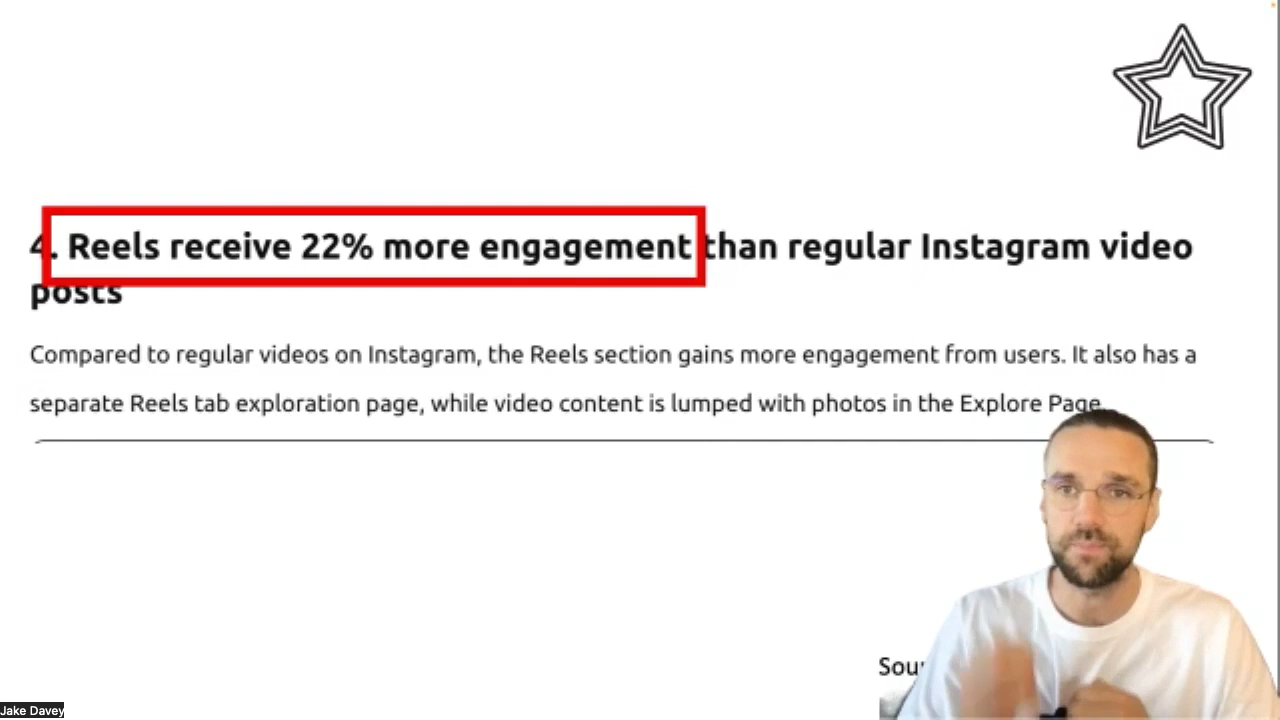 4. Reels receive 22% more engagement than regular Instagram video
posts
Compared to regular videos on Instagram, the Reels section gains more engagement from users. It also has a
separate Reels tab exploration page, while video content is lumped with photos in the Explore Page.
Jake Davey